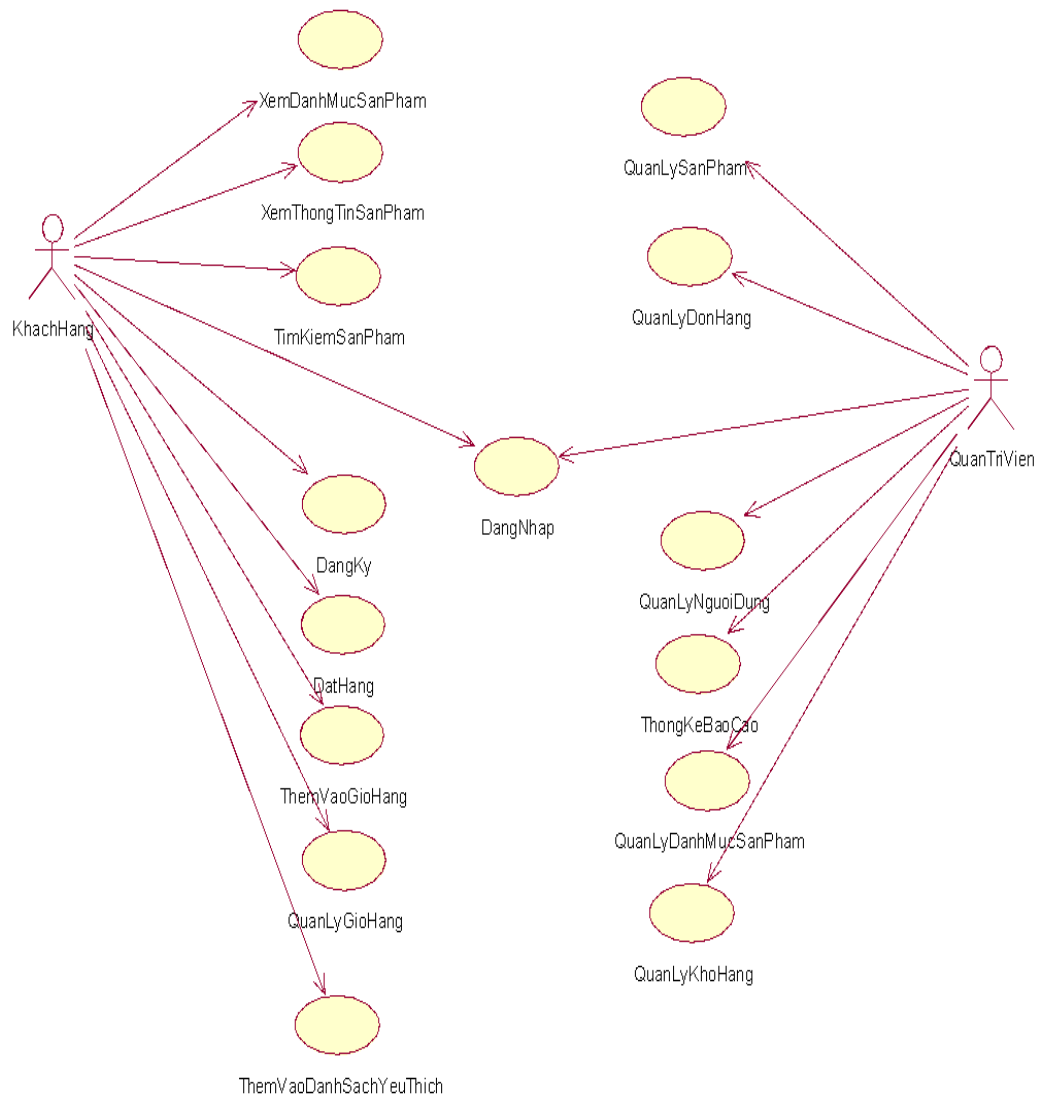 XemDanhMucSanPham
QuanLySanPham
XemThongTinSanPham
KhachHang
TimKiemSanPham
QuanLyDonHang
QuanTriVien
DangNhap
DangKy
QuanLyNguoiDung
DatHang
ThongKeBaoCao
ThemVaoGioHang
QuanLyDanhMucSanPham
QuanLyGioHang
QuanLyKhoHang
ThemVaoDanhSachYeuThich